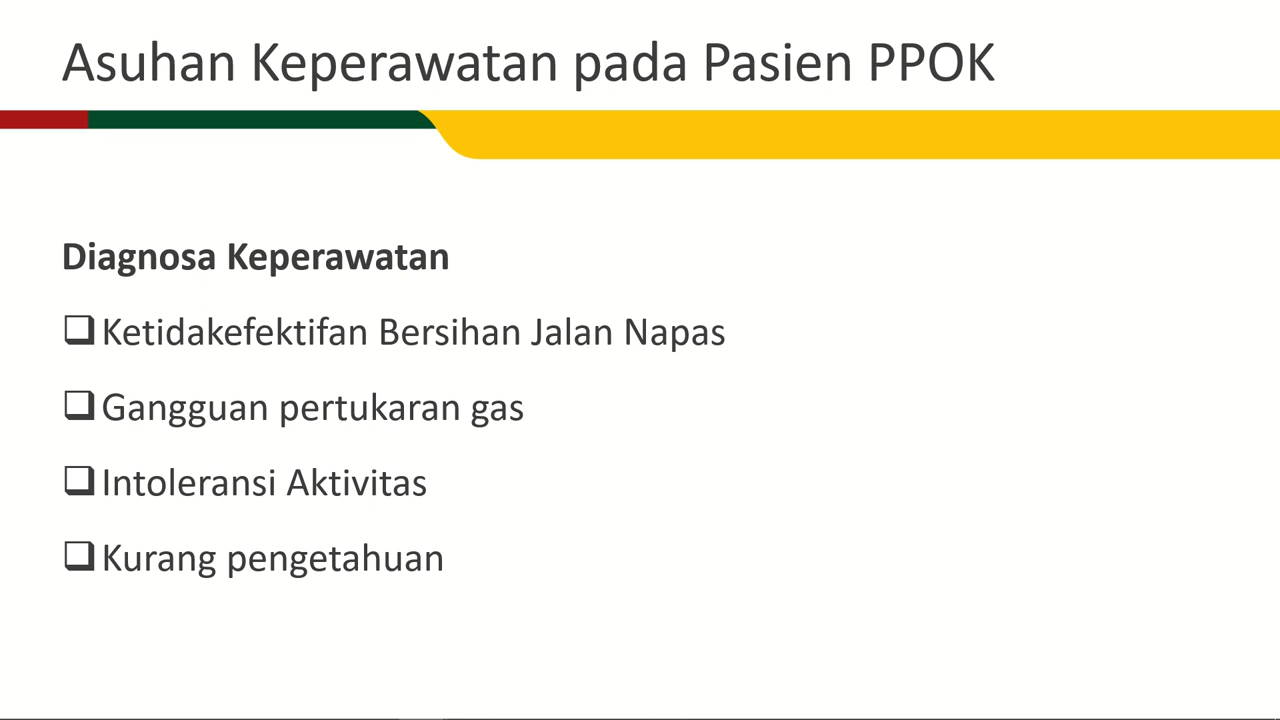 Asuhan Keperawatan pada Pasien PPOK
Diagnosa Keperawatan
❑Ketidakefektifan Bersihan Jalan Napas
❑Gangguan pertukaran gas
❑Intoleransi Aktivitas
❑Kurang pengetahuan